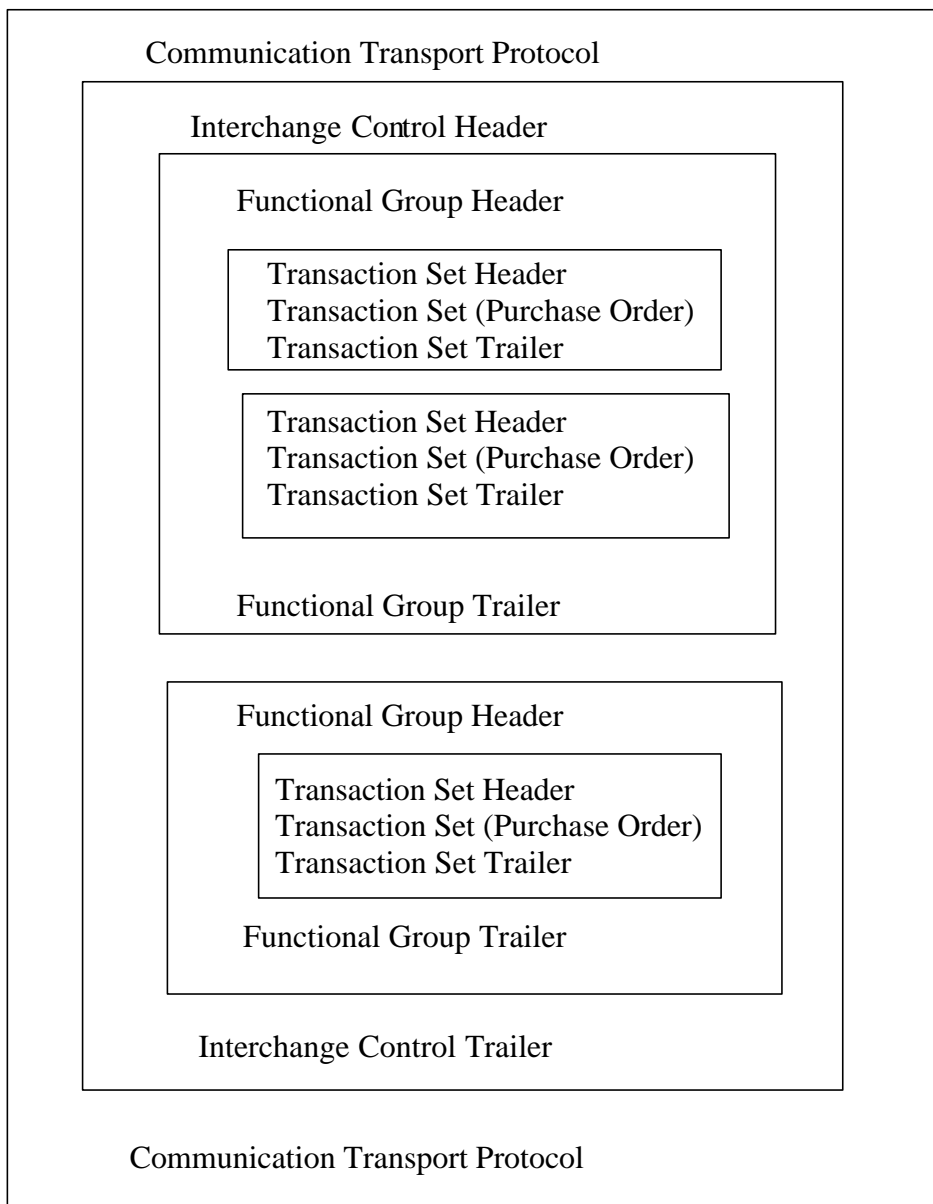 Communication Transport Protocol
Interchange Control Header
Functional Group Header
Transaction Set Header
Transaction Set (Purchase Order)
Transaction Set Trailer
Transaction Set Header
Transaction Set (Purchase Order)
Transaction Set Trailer
Functional Group Trailer
Functional Group Header
Transaction Set Header
Transaction Set (Purchase Order)
Transaction Set Trailer
Functional Group Trailer
Interchange Control Trailer
Communication Transport Protocol